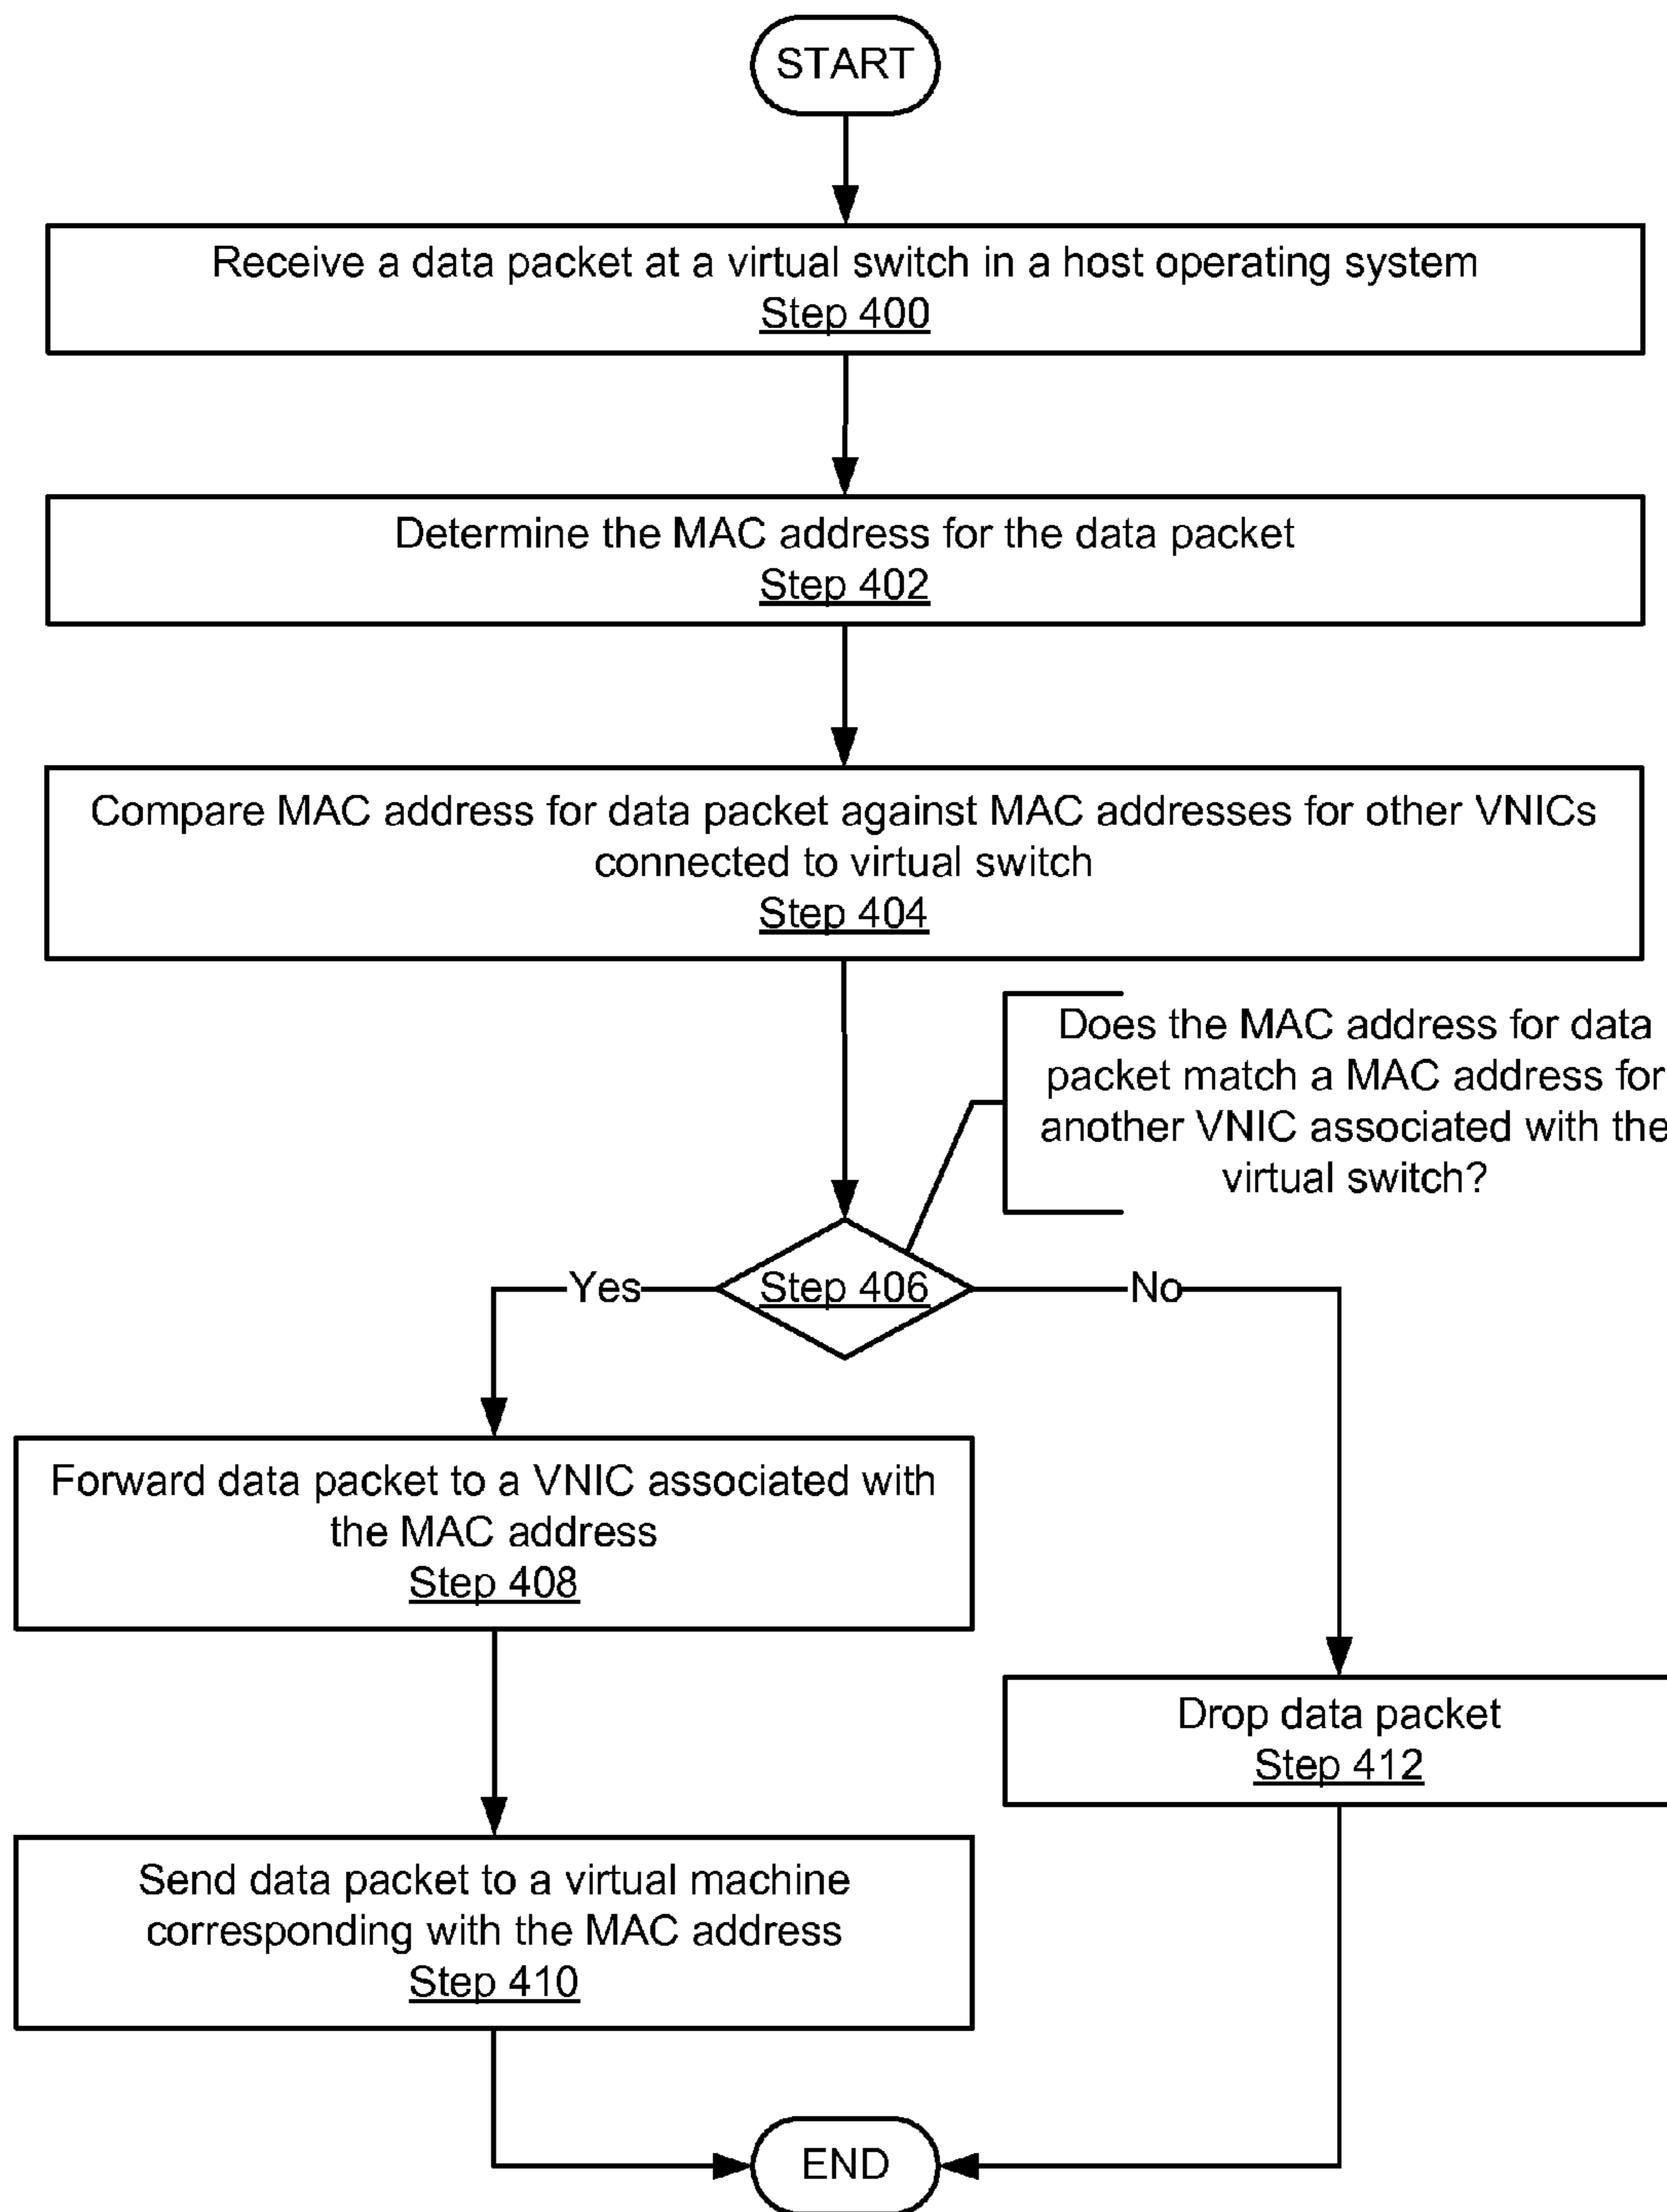 START
Receive a data packet at a virtual switch in a host operating system
Step 400
Determine the MAC address for the data packet
Step 402
Compare MAC address for data packet against MAC addresses for other VNICs
connected to virtual switch
Step 404
Does the MAC address for data
packet match a MAC address for
another VNIC associated with the
virtual switch?
Yes
Step 406
No
Forward data packet to a VNIC associated with
the MAC address
Step 408
Drop data packet
Step 412
Send data packet to a virtual machine
corresponding with the MAC address
Step 410
END